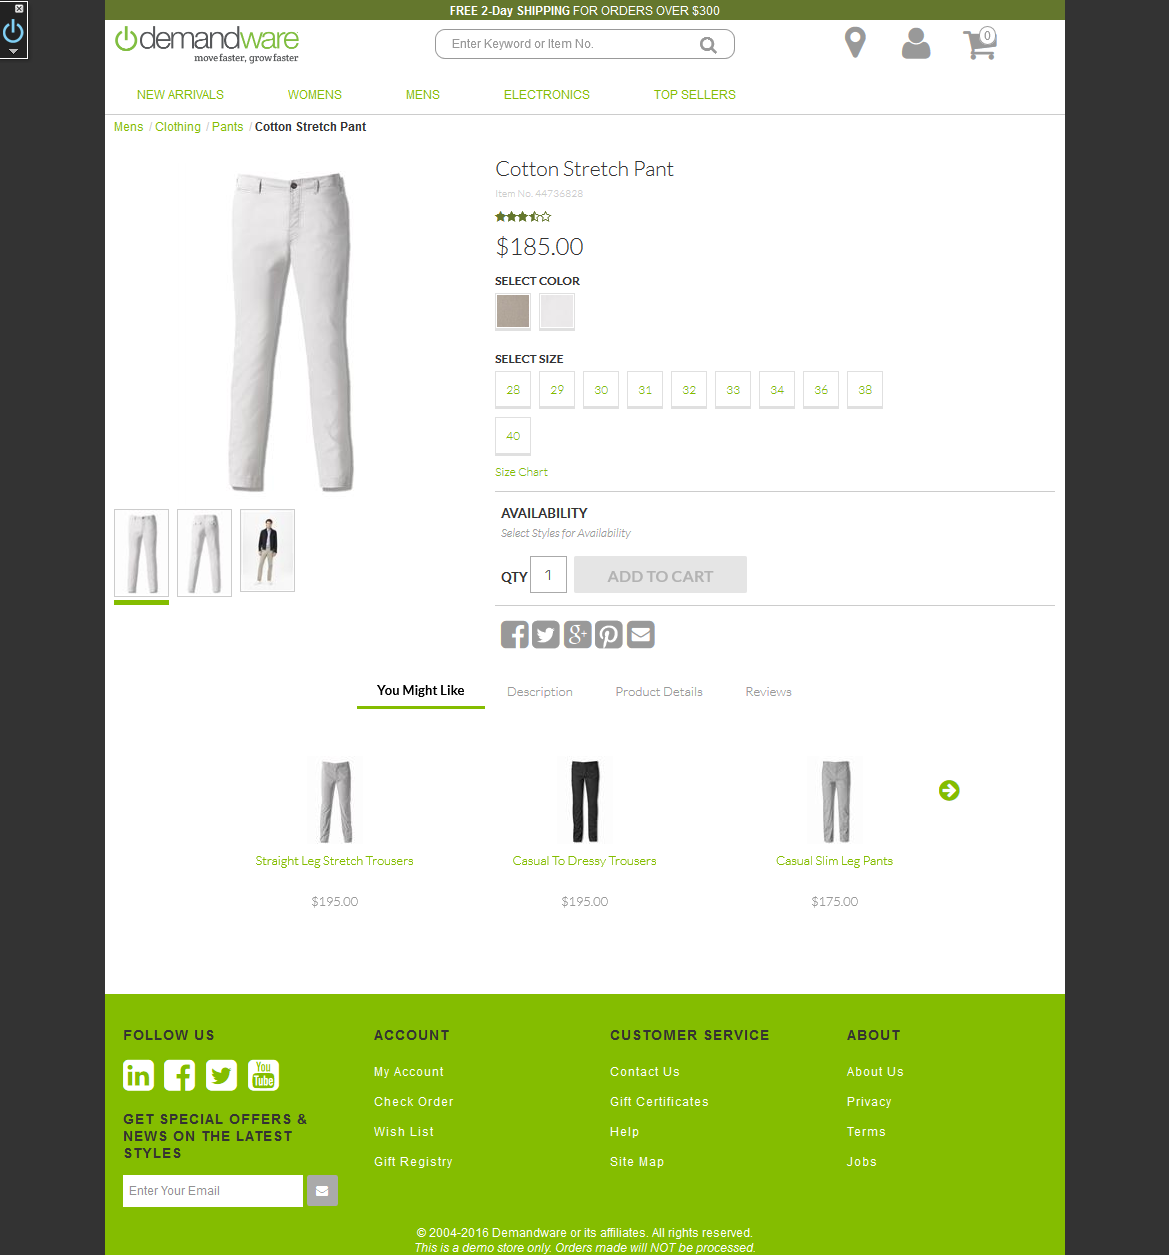 FREE 2-Day SHIPPING FOR ORDERS OVER $300
demandware
move faster, grow faster
Enter Keyword or Item No.
0
NEW ARRIVALS WOMENS MENS ELECTRONICS TOP SELLERS
Mens / Clothing / Pants / Cotton Stretch Pant
Cotton Stretch Pant
Item No. 44736828
$185.00
SELECT COLOR
SELECT SIZE
28 29 30 31 32 33 34 36 38
40
Size Chart
AVAILABILITY
Select Styles for Availability
QTY 1 ADD TO CART
You Might Like Description Product Details Reviews
Straight Leg Stretch Trousers
$195.00
Casual To Dressy Trousers
$195.00
Casual Slim Leg Pants
$175.00
FOLLOW US
You
Tube
GET SPECIAL OFFERS &
NEWS ON THE LATEST
STYLES
Enter Your Email
ACCOUNT
My Account
Check Order
Wish List
Gift Registry
CUSTOMER SERVICE
Contact Us
Gift Certificates
Help
Site Map
ABOUT
About Us
Privacy
Terms
Jobs
© 2004-2016 Demandware or its affiliates. All rights reserved.
This is a demo store only. Orders made will NOT be processed.